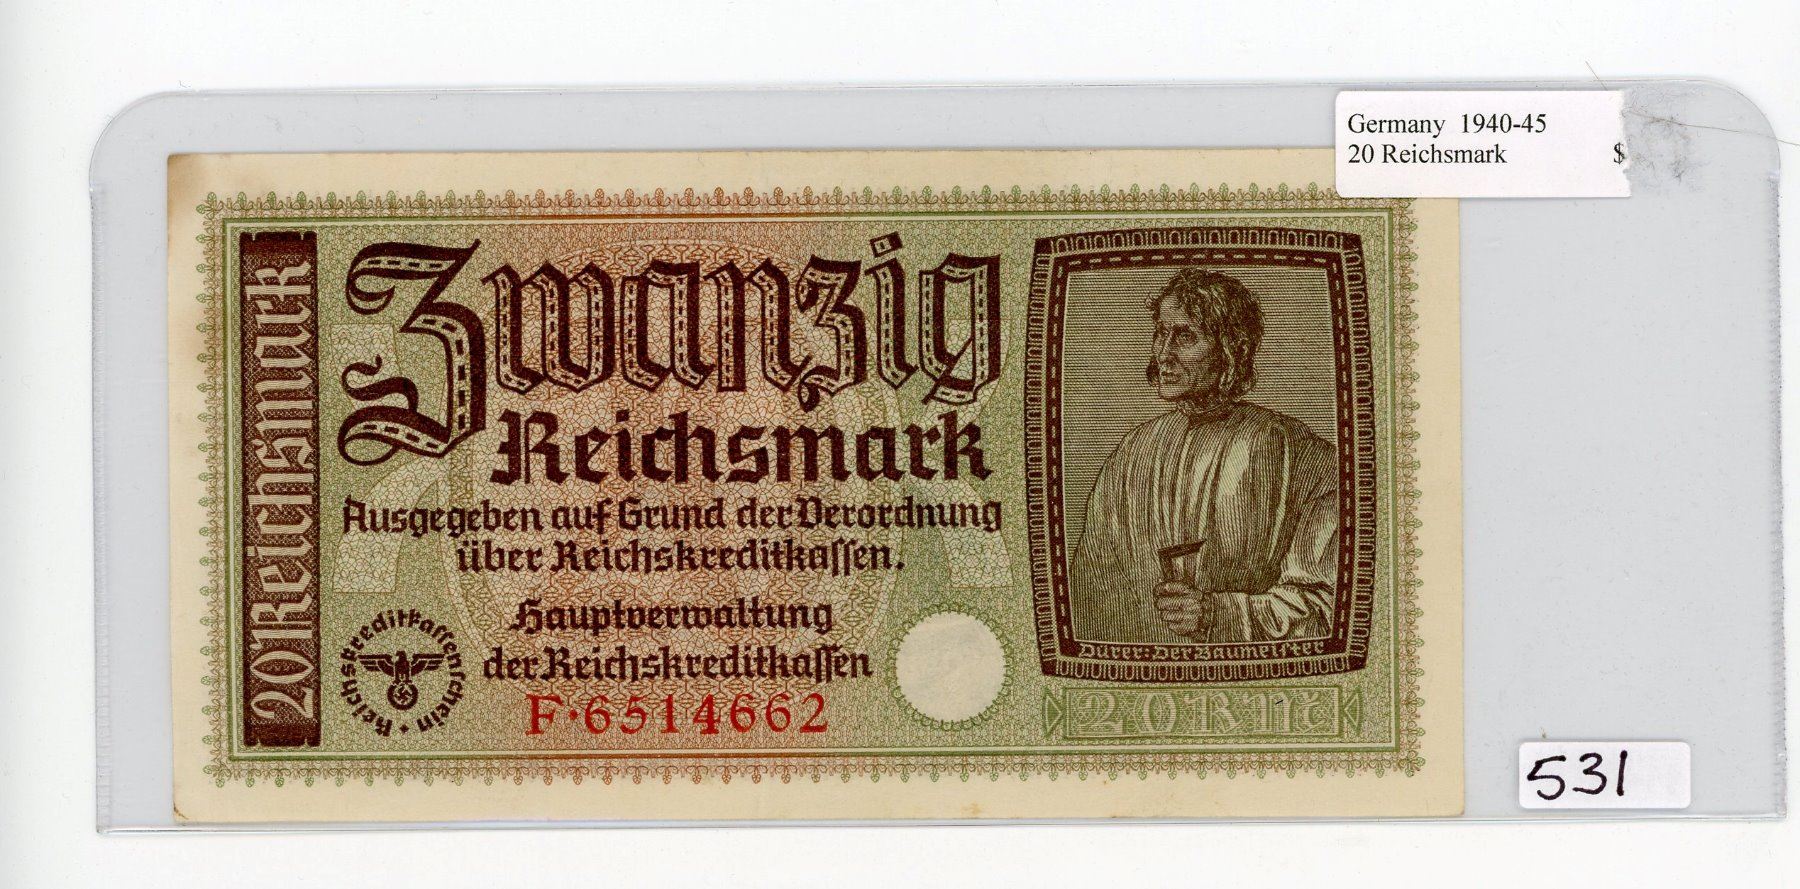 Germany 1940-45
20 Reichsmark $
20 Reichsmark
Zwanzig
Reichsmark
Ausgegeben auf Grund der Verordnung
über Reichskreditkaſſen.
Hauptverwaltung
der Reichskreditkaſſen
Reichskreditkaſſenschein
F·6514662
Dürer: Der Baumeiſter
20 Rmk
531